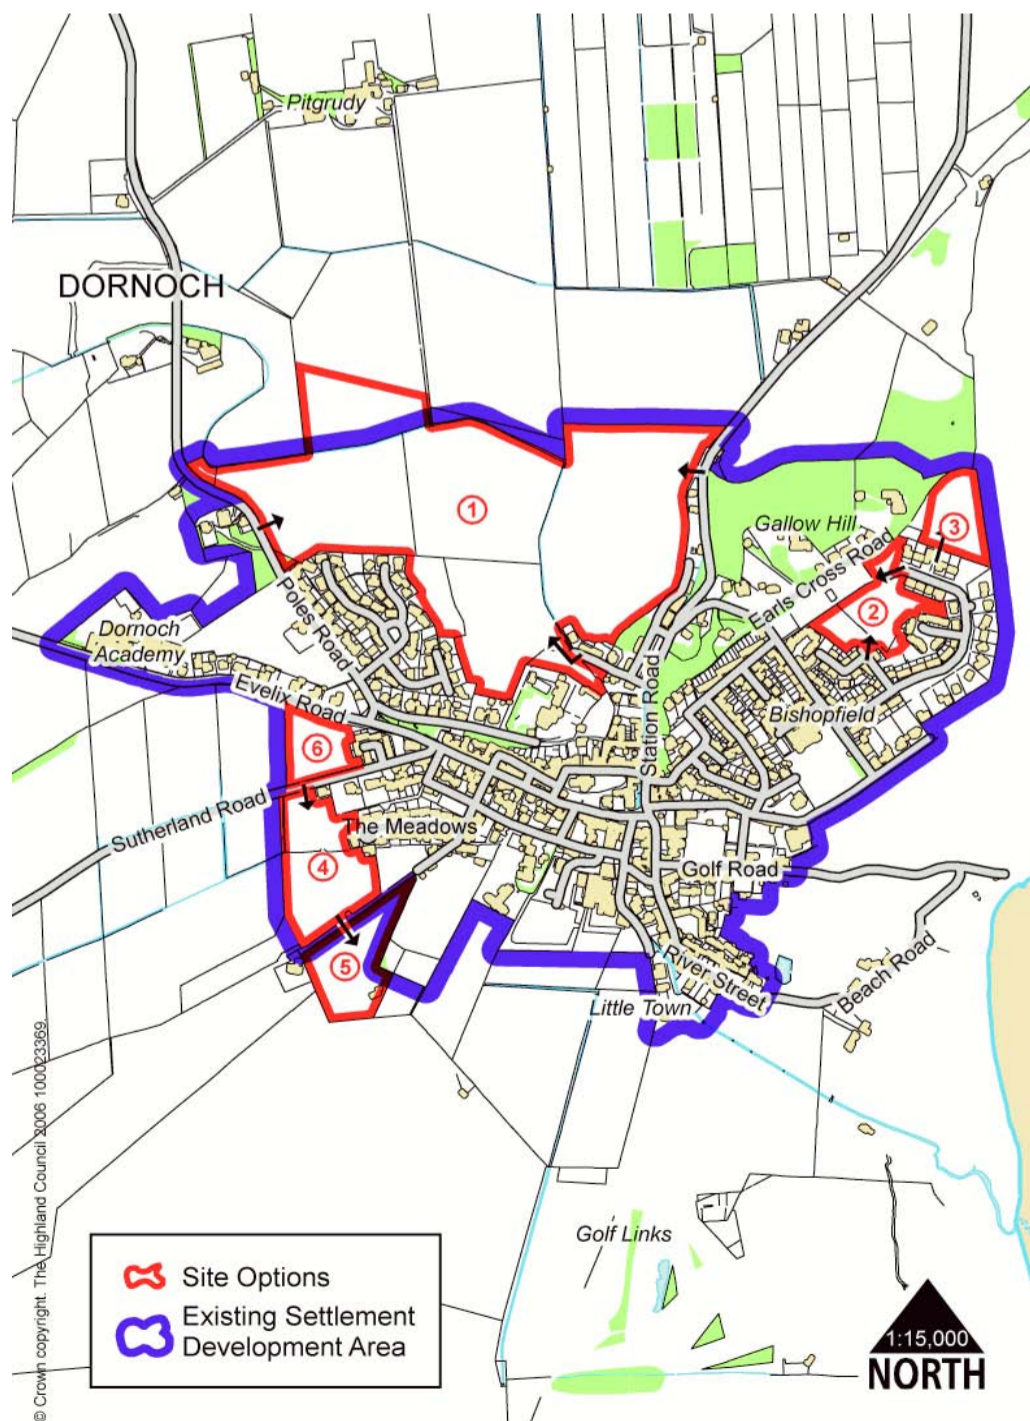 Pitgrudy
DORNOCH
1
Gallow Hill
3
Earls Cross Road
2
Poles Road
Dornoch
Academy
Evelix Road
Station Road
Bishopfield
6
Sutherland Road
The Meadows
4
Golf Road
5
River Street
Beach Road
Little Town
Golf Links
Site Options
Existing Settlement
Development Area
1:15,000
NORTH
© Crown copyright. The Highland Council 2006 100023369